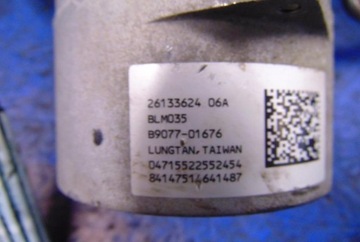 26133624 06A
BLM035
B9077-01676
LUNGTAN, TAIWAN
04715522552454
84147514641487